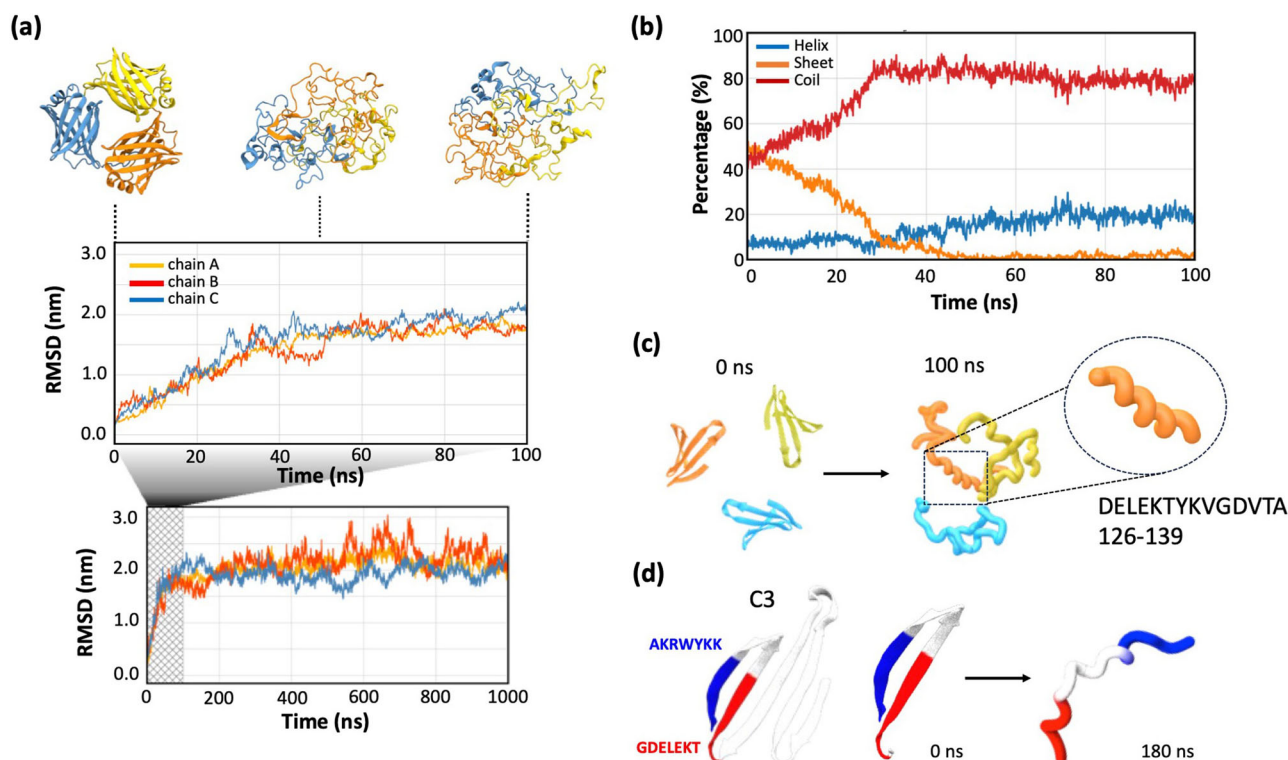 (a)
3.0
2.0
1.0
0.0
RMSD (nm)
chain A
chain B
chain C
0
20
40
60
80
100
Time (ns)
3.0
2.0
1.0
0.0
RMSD (nm)
0
200
400
600
800
1000
Time (ns)
(b)
100
80
60
40
20
0
Percentage (%)
Helix
Sheet
Coil
0
20
40
60
80
100
Time (ns)
(c)
0 ns
100 ns
DELEKTYKVGDVTA
126-139
(d)
C3
AKRWYKK
GDELEKT
0 ns
180 ns